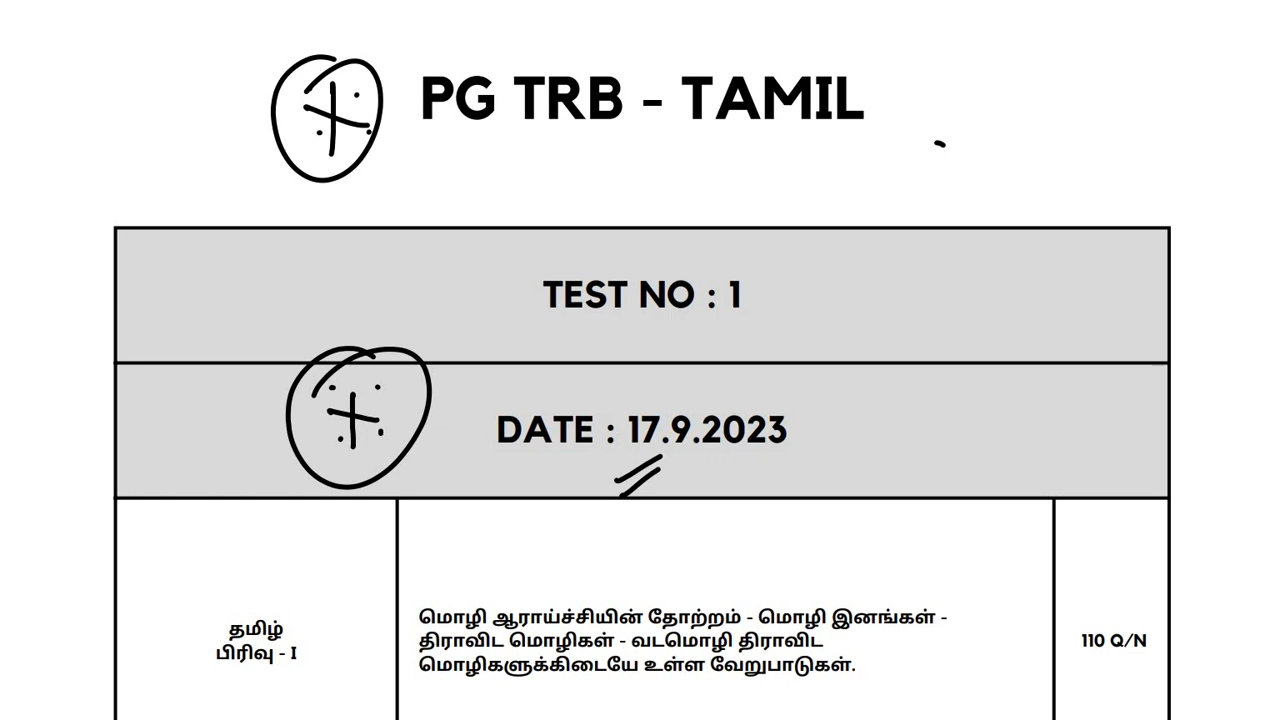 PG TRB - TAMIL
TEST NO : 1
DATE : 17.9.2023
தமிழ்
பிரிவு - I
மொழி ஆராய்ச்சியின் தோற்றம் - மொழி இனங்கள் -
திராவிட மொழிகள் - வடமொழி திராவிட
மொழிகளுக்கிடையே உள்ள வேறுபாடுகள்.
110 Q/N